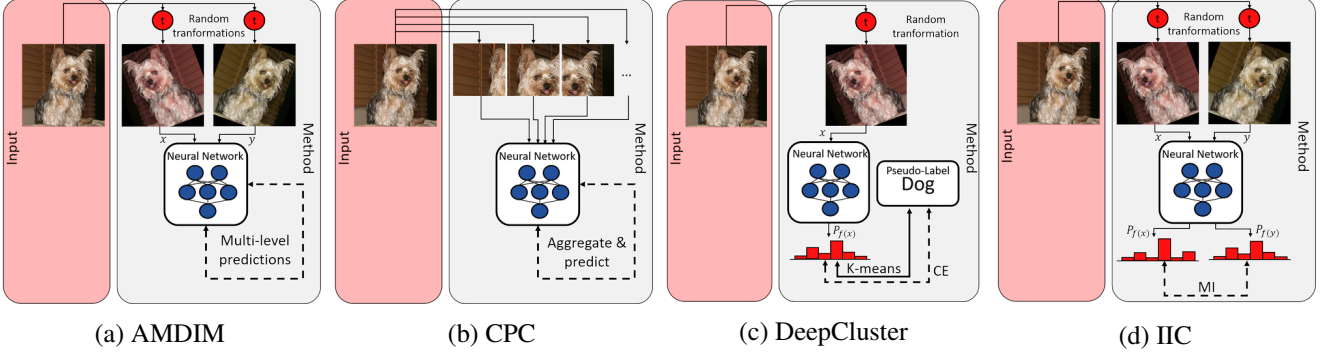 Input
t
Random
tranformations
t
x
y
Neural Network
Multi-level
predictions
Method
(a) AMDIM
Input
...
Neural Network
Aggregate &
predict
Method
(b) CPC
Input
t
Random
tranformation
x
Neural Network
Pseudo-Label
Dog
P f(x)
K-means
CE
Method
(c) DeepCluster
Input
t
Random
tranformations
t
x
y
Neural Network
P f(x)
P f(y)
MI
Method
(d) IIC